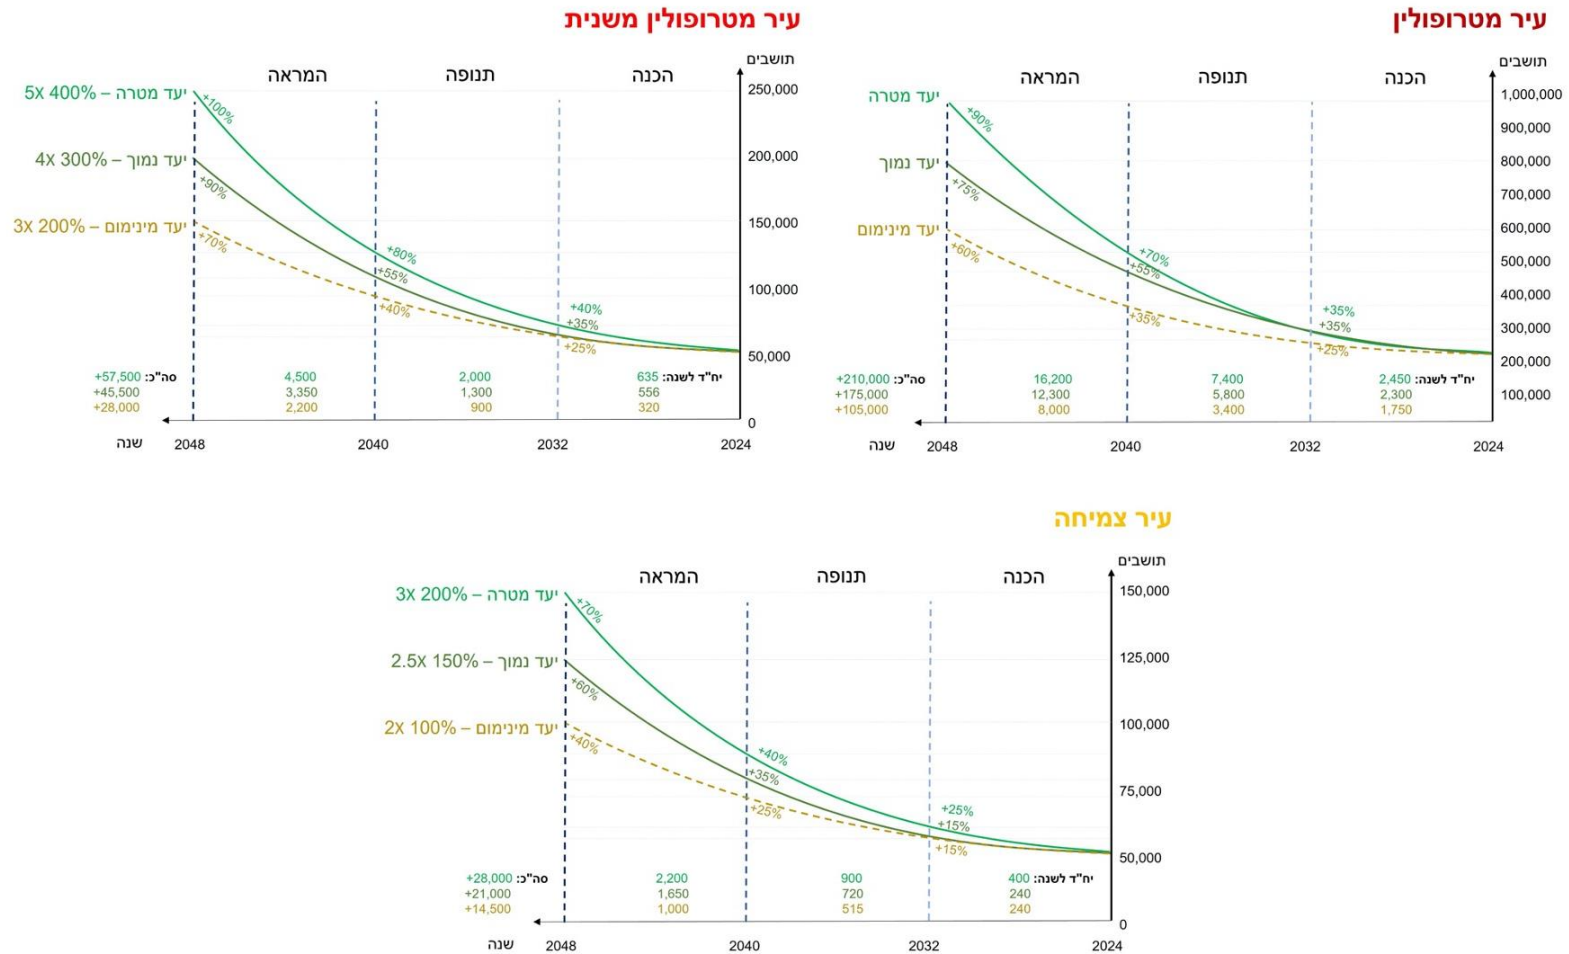 עיר מטרופולין
תושבים
הכנה
תנופה
המראה
1,000,000
900,000
800,000
700,000
600,000
500,000
400,000
300,000
200,000
100,000
יעד מטרה
יעד נמוך
יעד מינימום
+90%
+75%
+60%
+70%
+55%
+35%
+35%
+35%
+25%
יח"ד לשנה: 2,450
2,300
1,750
7,400
5,800
3,400
16,200
12,300
8,000
סה"כ: +210,000
+175,000
+105,000
2024
2032
2040
2048
שנה
עיר מטרופולין משנית
תושבים
הכנה
תנופה
המראה
250,000
200,000
150,000
100,000
50,000
0
יעד מטרה – 5X 400%
יעד נמוך – 4X 300%
יעד מינימום – 3X 200%
+100%
+90%
+70%
+80%
+55%
+40%
+40%
+35%
+25%
יח"ד לשנה: 635
556
320
2,000
1,300
900
4,500
3,350
2,200
סה"כ: +57,500
+45,500
+28,000
2024
2032
2040
2048
שנה
עיר צמיחה
תושבים
הכנה
תנופה
המראה
150,000
125,000
100,000
75,000
50,000
0
יעד מטרה – 3X 200%
יעד נמוך – 2.5X 150%
יעד מינימום – 2X 100%
+70%
+60%
+40%
+40%
+35%
+25%
+25%
+15%
+15%
יח"ד לשנה: 400
240
240
900
720
515
2,200
1,650
1,000
סה"כ: +28,000
+21,000
+14,500
2024
2032
2040
2048
שנה